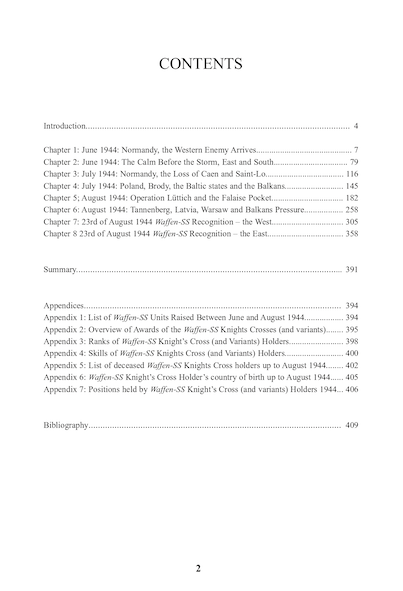 CONTENTS
Introduction.......................................................................................................... 4
Chapter 1: June 1944: Normandy, the Western Enemy Arrives....................................... 7
Chapter 2: June 1944: The Calm Before the Storm, East and South.............................. 79
Chapter 3: July 1944: Normandy, the Loss of Caen and Saint-Lo............................... 116
Chapter 4: July 1944: Poland, Brody, the Baltic states and the Balkans....................... 145
Chapter 5; August 1944: Operation Lüttich and the Falaise Pocket............................. 182
Chapter 6: August 1944: Tannenberg, Latvia, Warsaw and Balkans Pressure................ 258
Chapter 7: 23rd of August 1944 Waffen-SS Recognition – the West............................. 305
Chapter 8 23rd of August 1944 Waffen-SS Recognition – the East............................... 358
Summary.......................................................................................................... 391
Appendices....................................................................................................... 394
Appendix 1: List of Waffen-SS Units Raised Between June and August 1944................ 394
Appendix 2: Overview of Awards of the Waffen-SS Knights Crosses (and variants)....... 395
Appendix 3: Ranks of Waffen-SS Knight's Cross (and Variants) Holders...................... 398
Appendix 4: Skills of Waffen-SS Knights Cross (and Variants) Holders....................... 400
Appendix 5: List of deceased Waffen-SS Knights Cross holders up to August 1944........ 402
Appendix 6: Waffen-SS Knight's Cross Holder's country of birth up to August 1944...... 405
Appendix 7: Positions held by Waffen-SS Knight's Cross (and variants) Holders 1944... 406
Bibliography..................................................................................................... 409
2